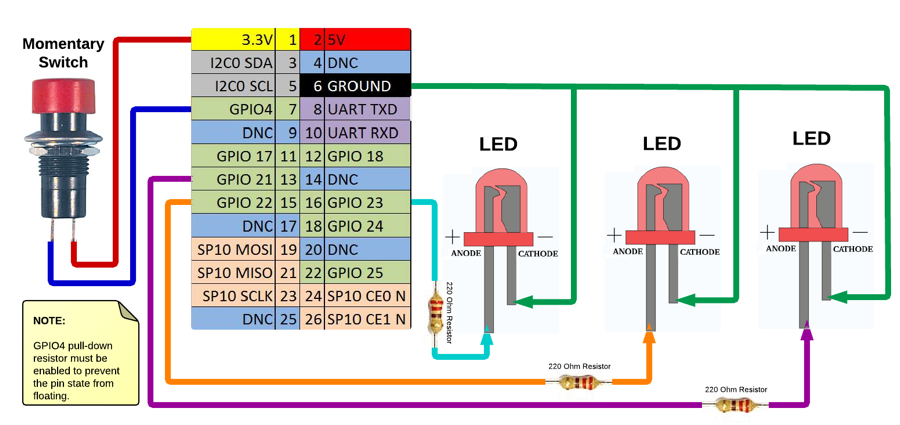 Momentary
Switch
3.3V 1 2 5V
I2C0 SDA 3 4 DNC
I2C0 SCL 5 6 GROUND
GPIO4 7 8 UART TXD
DNC 9 10 UART RXD
GPIO 17 11 12 GPIO 18
GPIO 21 13 14 DNC
GPIO 22 15 16 GPIO 23
DNC 17 18 GPIO 24
SP10 MOSI 19 20 DNC
SP10 MISO 21 22 GPIO 25
SP10 SCLK 23 24 SP10 CE0 N
DNC 25 26 SP10 CE1 N
LED
+ −
ANODE CATHODE
LED
+ −
ANODE CATHODE
LED
+ −
ANODE CATHODE
220 Ohm Resistor
220 Ohm Resistor
220 Ohm Resistor
NOTE:
GPIO4 pull-down
resistor must be
enabled to prevent
the pin state from
floating.